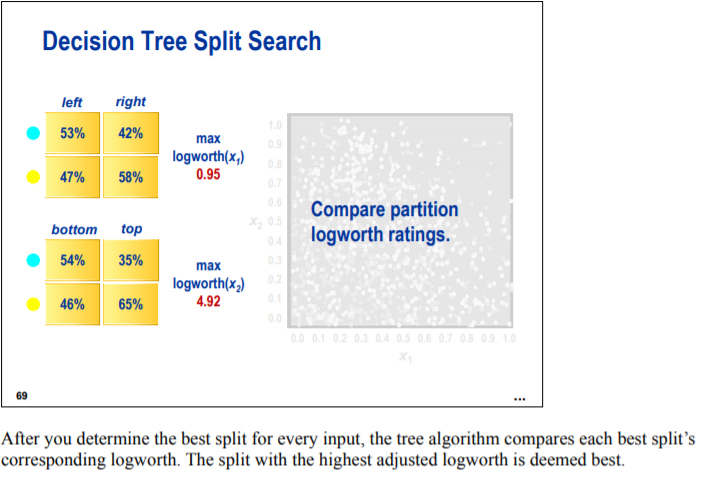 Decision Tree Split Search
left right
53% 42%
max
logworth(x₁)
0.95
47% 58%
bottom top
54% 35%
max
logworth(x₂)
4.92
46% 65%
1.0
0.9
0.8
0.7
0.6
x₂ 0.5
0.4
0.3
0.2
0.1
0.0
Compare partition
logworth ratings.
0.0 0.1 0.2 0.3 0.4 0.5 0.6 0.7 0.8 0.9 1.0
x₁
69 ...
After you determine the best split for every input, the tree algorithm compares each best split’s
corresponding logworth. The split with the highest adjusted logworth is deemed best.